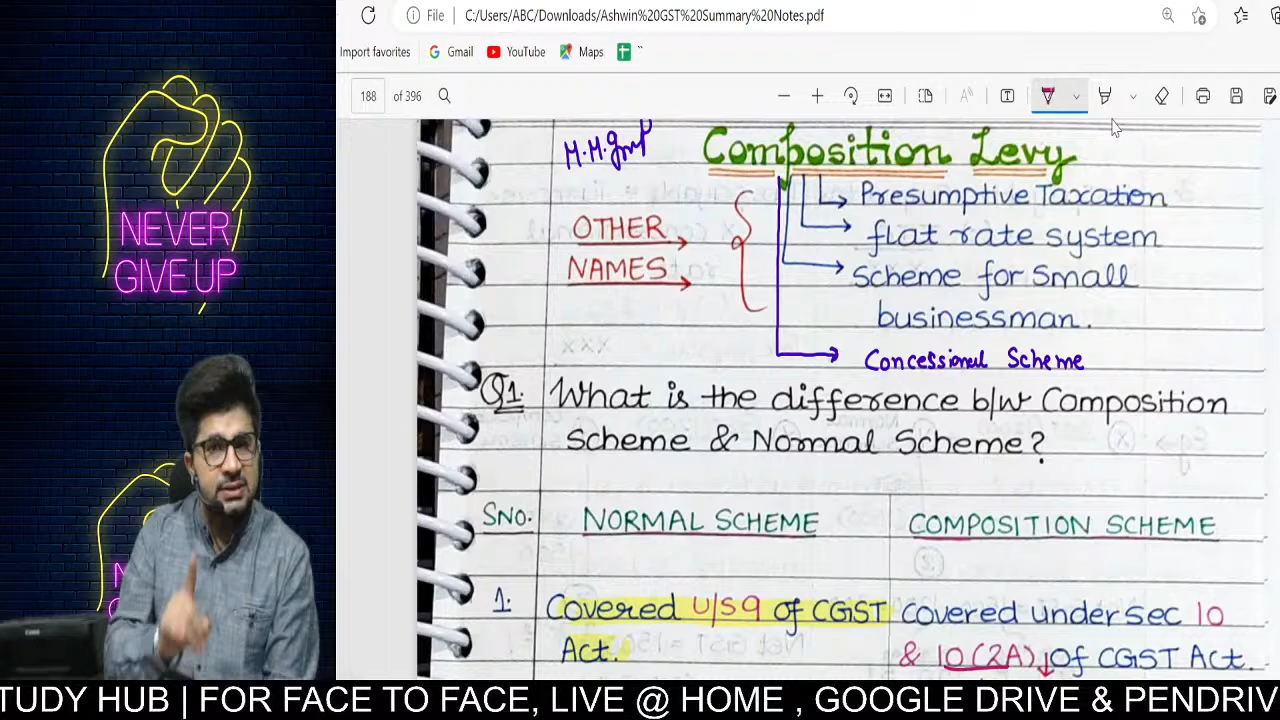 File C:/Users/ABC/Downloads/Ashwin%20GST%20Summary%20Notes.pdf
Import favorites Gmail YouTube Maps
188 of 396
Composition Levy
Presumptive Taxation
OTHER
flat rate system
NAMES
Scheme for Small
businessman.
xxx
Concessional Scheme
Q1. What is the difference b/w Composition
Scheme & Normal Scheme?
SNO. NORMAL SCHEME COMPOSITION SCHEME
1. Covered U/S 9 of CGST Covered under sec 10
Act. & 10(2A) of CGST Act.
NEVER
GIVE UP
TUDY HUB | FOR FACE TO FACE, LIVE @ HOME , GOOGLE DRIVE & PENDRIV